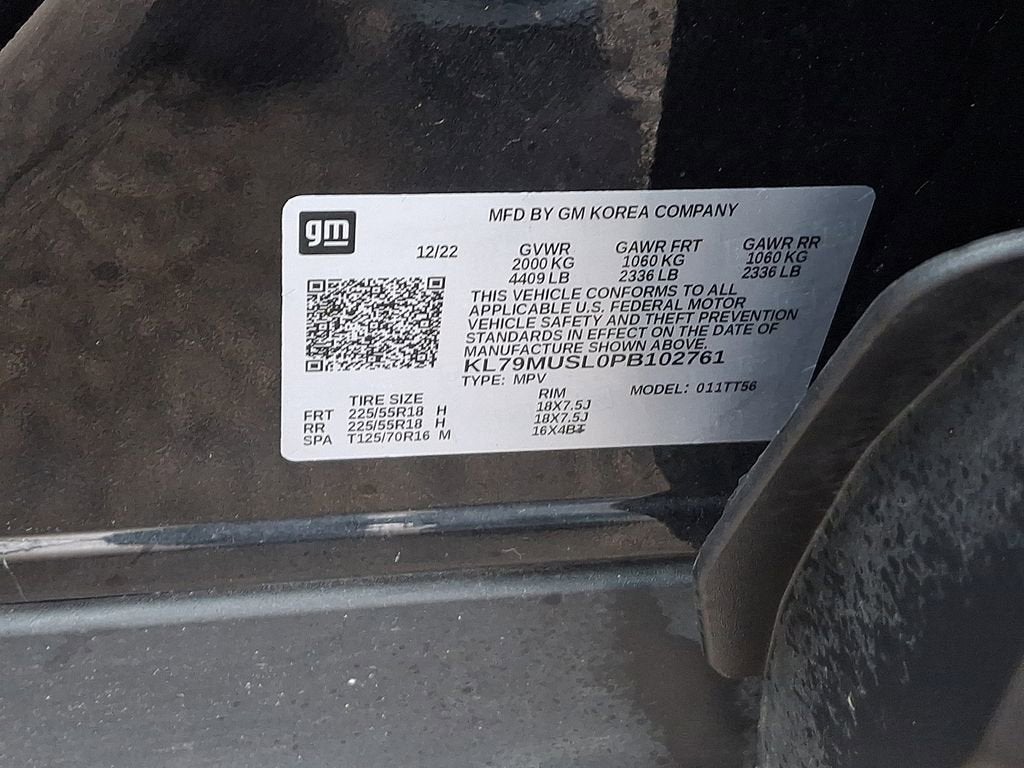 gm
MFD BY GM KOREA COMPANY
12/22 GVWR GAWR FRT GAWR RR
2000 KG 1060 KG 1060 KG
4409 LB 2336 LB 2336 LB
THIS VEHICLE CONFORMS TO ALL
APPLICABLE U.S. FEDERAL MOTOR
VEHICLE SAFETY AND THEFT PREVENTION
STANDARDS IN EFFECT ON THE DATE OF
MANUFACTURE SHOWN ABOVE.
KL79MUSL0PB102761
TYPE: MPV MODEL: 011TT56
TIRE SIZE RIM
FRT 225/55R18 H 18X7.5J
RR 225/55R18 H 18X7.5J
SPA T125/70R16 M 16X4BT